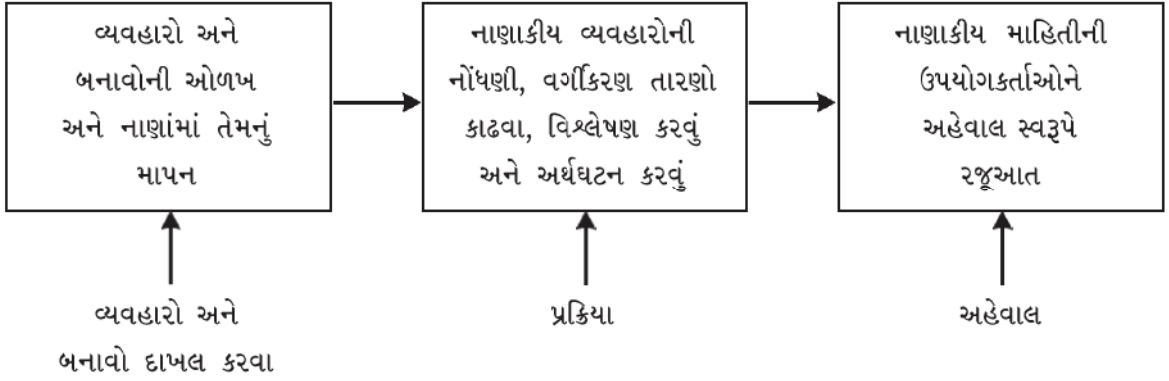 વ્યવહારો અને
બનાવોની ઓળખ
અને નાણાંમાં તેમનું
માપન
નાણાકીય વ્યવહારોની
નોંધણી, વર્ગીકરણ તારણો
કાઢવા, વિશ્લેષણ કરવું
અને અર્થઘટન કરવું
નાણાકીય માહિતીની
ઉપયોગકર્તાઓને
અહેવાલ સ્વરૂપે
રજૂઆત
વ્યવહારો અને
બનાવો દાખલ કરવા
પ્રક્રિયા
અહેવાલ